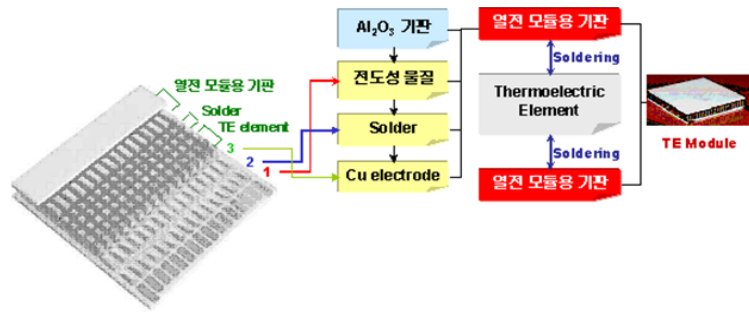 열전 모듈용 기판
Solder
TE element
3
2
1
Al₂O₃ 기판
전도성 물질
Solder
Cu electrode
열전 모듈용 기판
Soldering
Thermoelectric
Element
Soldering
열전 모듈용 기판
TE Module